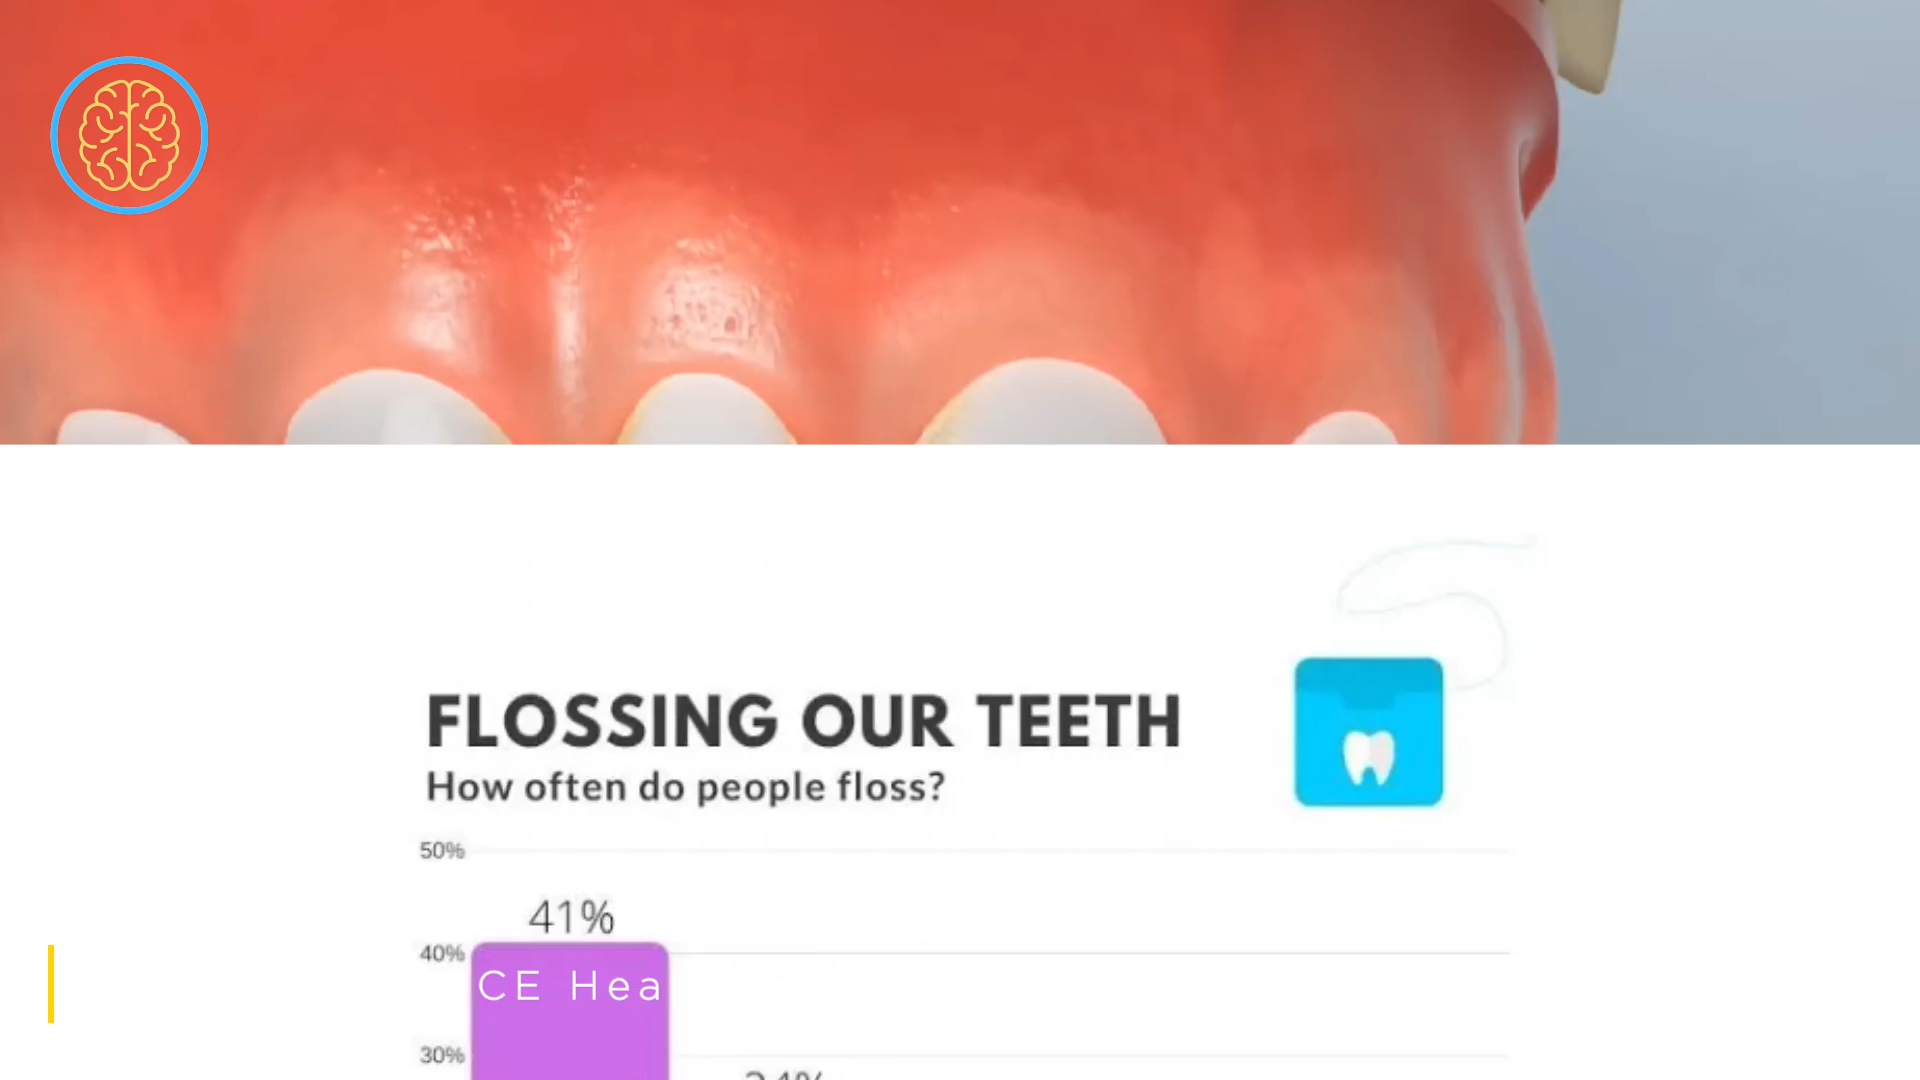 FLOSSING OUR TEETH
How often do people floss?
50%
41%
40%
CE Hea
30%